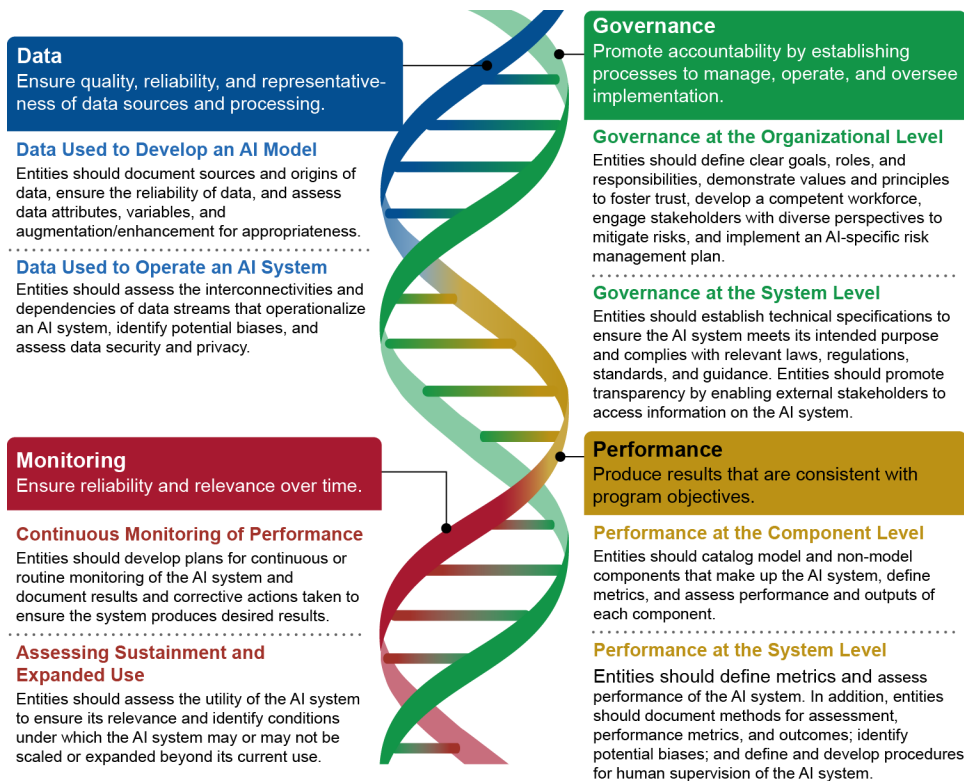 Data
Ensure quality, reliability, and representative-
ness of data sources and processing.
Data Used to Develop an AI Model
Entities should document sources and origins of
data, ensure the reliability of data, and assess
data attributes, variables, and
augmentation/enhancement for appropriateness.
Data Used to Operate an AI System
Entities should assess the interconnectivities and
dependencies of data streams that operationalize
an AI system, identify potential biases, and
assess data security and privacy.
Governance
Promote accountability by establishing
processes to manage, operate, and oversee
implementation.
Governance at the Organizational Level
Entities should define clear goals, roles, and
responsibilities, demonstrate values and principles
to foster trust, develop a competent workforce,
engage stakeholders with diverse perspectives to
mitigate risks, and implement an AI-specific risk
management plan.
Governance at the System Level
Entities should establish technical specifications to
ensure the AI system meets its intended purpose
and complies with relevant laws, regulations,
standards, and guidance. Entities should promote
transparency by enabling external stakeholders to
access information on the AI system.
Monitoring
Ensure reliability and relevance over time.
Continuous Monitoring of Performance
Entities should develop plans for continuous or
routine monitoring of the AI system and
document results and corrective actions taken to
ensure the system produces desired results.
Assessing Sustainment and
Expanded Use
Entities should assess the utility of the AI system
to ensure its relevance and identify conditions
under which the AI system may or may not be
scaled or expanded beyond its current use.
Performance
Produce results that are consistent with
program objectives.
Performance at the Component Level
Entities should catalog model and non-model
components that make up the AI system, define
metrics, and assess performance and outputs of
each component.
Performance at the System Level
Entities should define metrics and assess
performance of the AI system. In addition, entities
should document methods for assessment,
performance metrics, and outcomes; identify
potential biases; and define and develop procedures
for human supervision of the AI system.